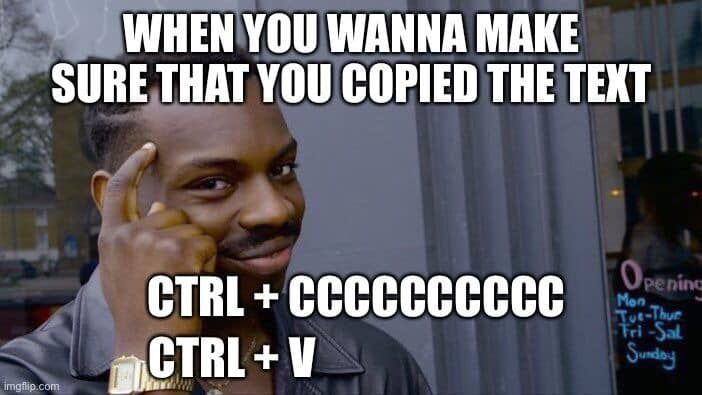 WHEN YOU WANNA MAKE
SURE THAT YOU COPIED THE TEXT
CTRL + CCCCCCCCCC
CTRL + V
Opening
Mon
Tue-Thur
Fri -Sat
Sunday
imgflip.com